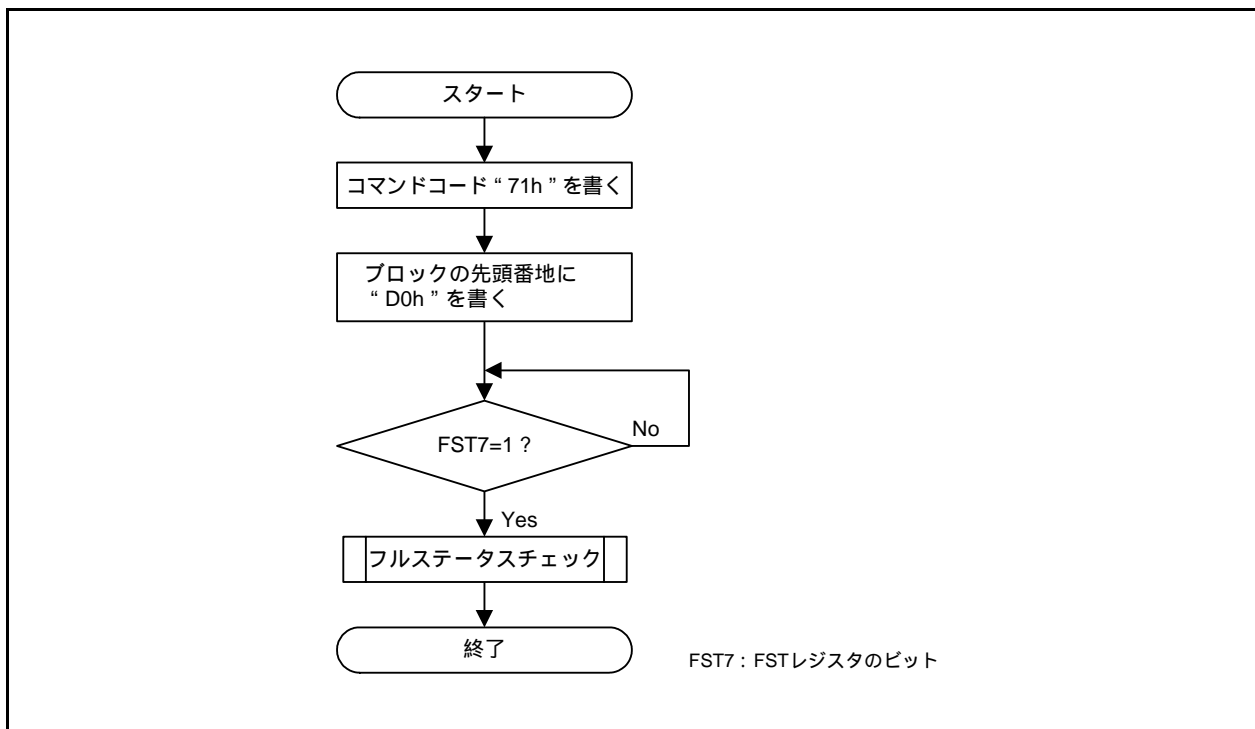 スタート
コマンドコード “ 71h ” を書く
ブロックの先頭番地に
“ D0h ” を書く
FST7=1 ?
No
Yes
フルステータスチェック
終了
FST7 : FSTレジスタのビット